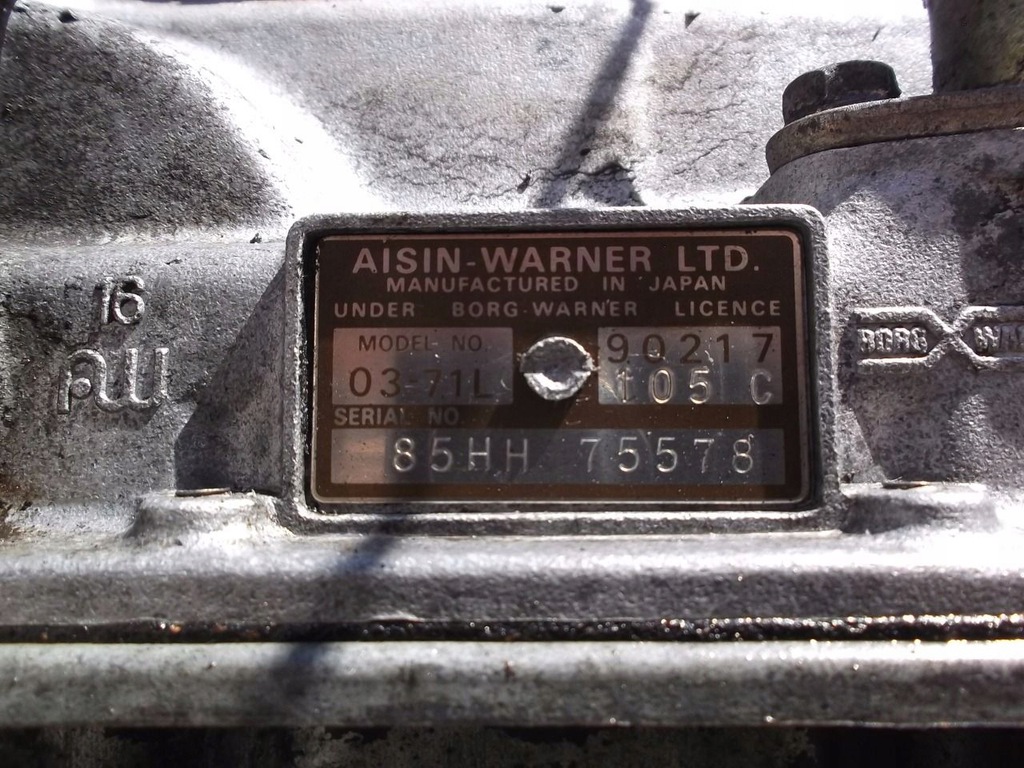 AISIN-WARNER LTD.
MANUFACTURED IN JAPAN
UNDER BORG-WARNER LICENCE
MODEL NO.
03-71L
90217
105 C
SERIAL NO.
85HH 75578
16
aw
BORG WAR